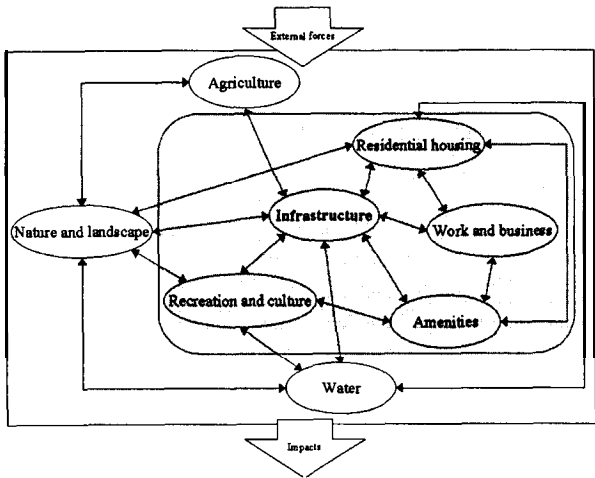 External forces
Agriculture
Residential housing
Infrastructure
Nature and landscape
Work and business
Recreation and culture
Amenities
Water
Impacts